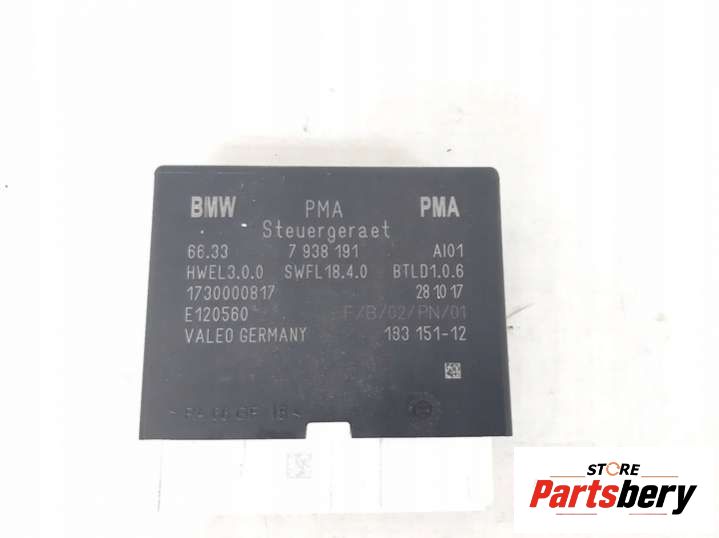 BMW PMA PMA
Steuergeraet
66.33 7 938 191 AI01
HWEL3.0.0 SWFL18.4.0 BTLD1.0.6
1730000817 28 10 17
E120560 F/B/02/PN/01
VALEO GERMANY 193 151-12
STORE
Partsbery